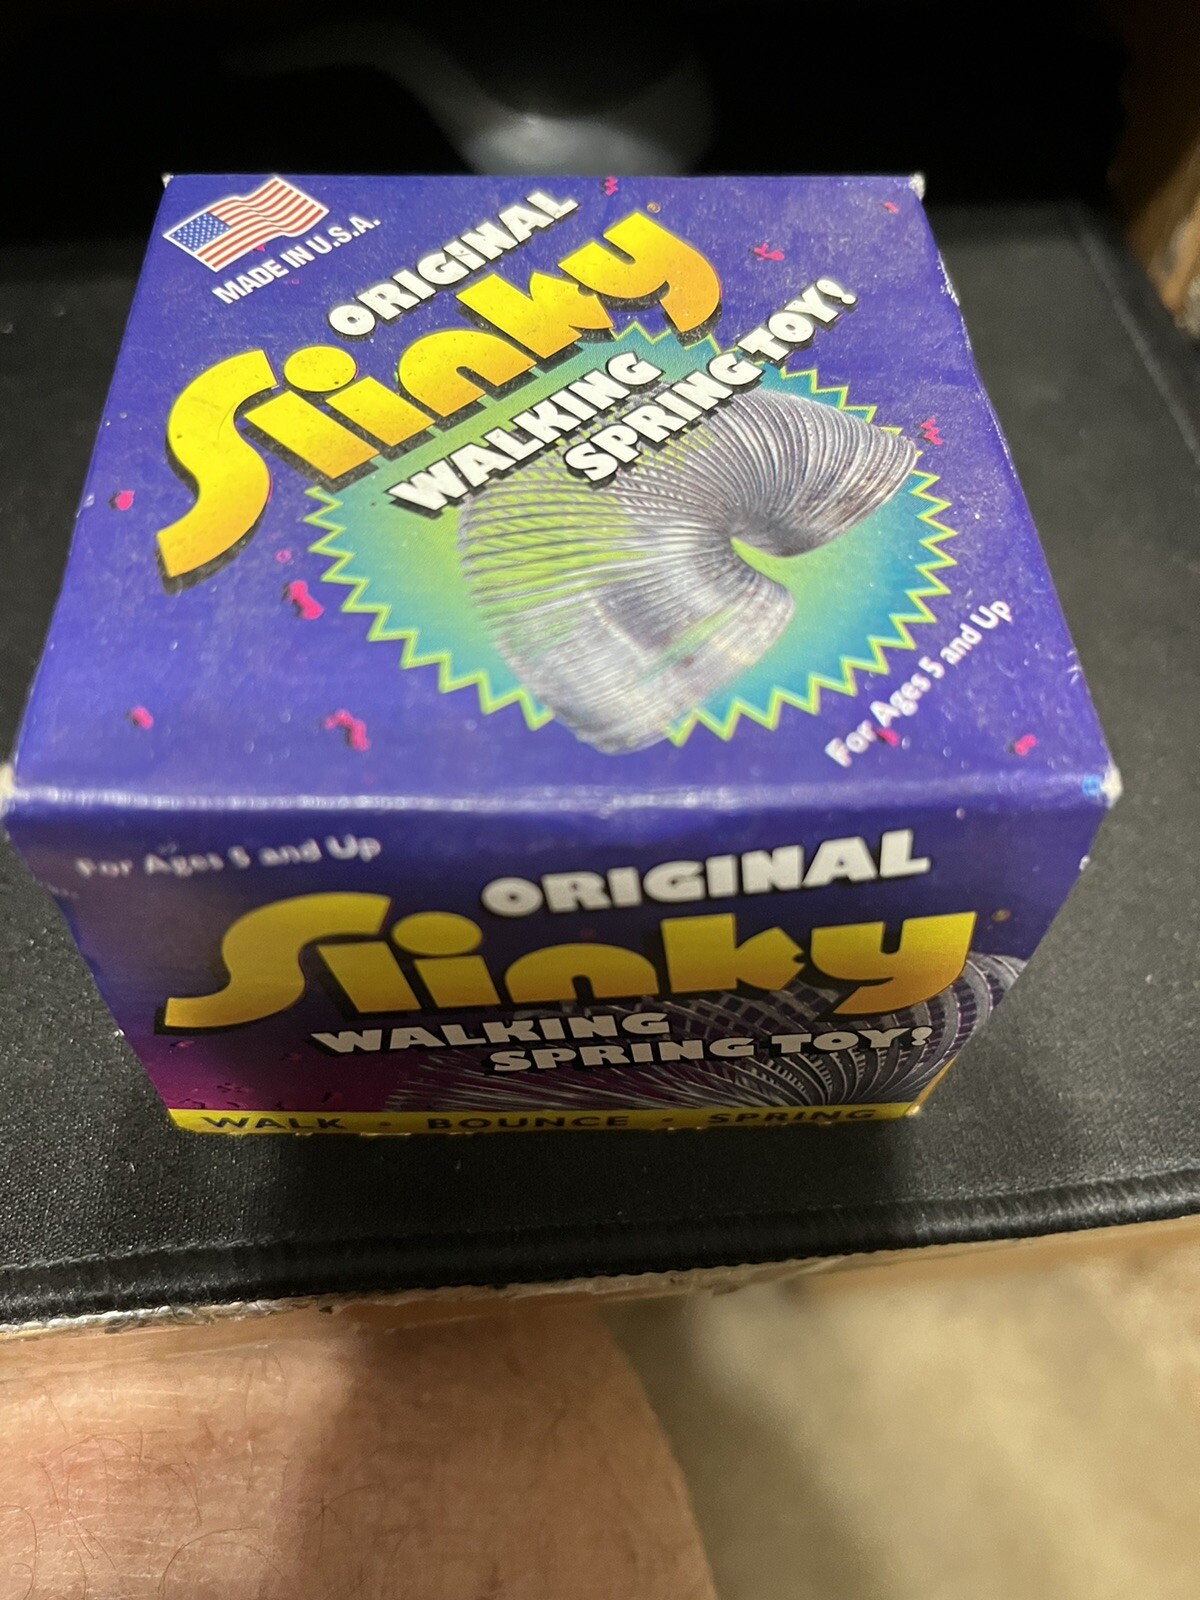 MADE IN U.S.A.
ORIGINAL
Slinky
WALKING
SPRING TOY!
For Ages 5 and Up
For Ages 5 and Up
ORIGINAL
Slinky
WALKING
SPRING TOY!
WALK • BOUNCE • SPRING